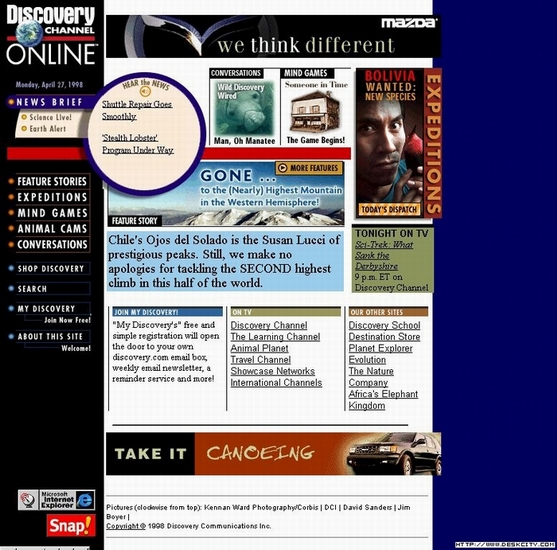 Discovery
CHANNEL
ONLINE
Monday, April 27, 1998
NEWS BRIEF
Science Live!
Earth Alert
FEATURE STORIES
EXPEDITIONS
MIND GAMES
ANIMAL CAMS
CONVERSATIONS
SHOP DISCOVERY
SEARCH
MY DISCOVERY
Join Now Free!
ABOUT THIS SITE
Welcome!
Microsoft
Internet
Explorer
Snap!
mazda
we think different
HEAR the NEWS
Shuttle Repair Goes
Smoothly
'Stealth Lobster'
Program Under Way
CONVERSATIONS
Wild Discovery
Wired
Man, Oh Manatee
MIND GAMES
Someone in Time
The Game Begins!
BOLIVIA
WANTED:
NEW SPECIES
TODAY'S DISPATCH
EXPEDITIONS
MORE FEATURES
GONE ...
to the (Nearly) Highest Mountain
in the Western Hemisphere!
FEATURE STORY
Chile's Ojos del Solado is the Susan Lucci of
prestigious peaks. Still, we make no
apologies for tackling the SECOND highest
climb in this half of the world.
TONIGHT ON TV
Sci-Trek: What
Sank the
Derbyshire
9 p.m. ET on
Discovery Channel
JOIN MY DISCOVERY!
"My Discovery's" free and
simple registration will open
the door to your own
discovery.com email box,
weekly email newsletter, a
reminder service and more!
ON TV
Discovery Channel
The Learning Channel
Animal Planet
Travel Channel
Showcase Networks
International Channels
OUR OTHER SITES
Discovery School
Destination Store
Planet Explorer
Evolution
The Nature
Company
Africa's Elephant
Kingdom
TAKE IT CANOEING
Pictures (clockwise from top): Kennan Ward Photography/Corbis | DCI | David Sanders | Jim
Boyer |
Copyright @ 1998 Discovery Communications Inc.
HTTP://WWW.DESKCITY.COM